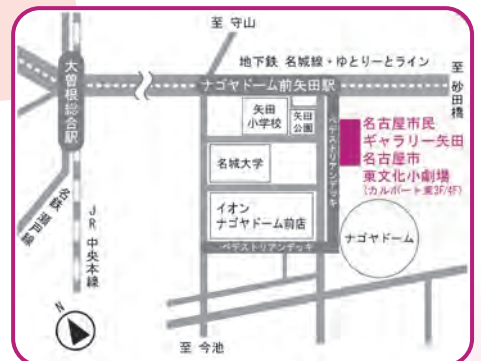 至 守山
地下鉄 名城線・ゆとりーとライン
至 砂田橋
大曽根総合駅
ナゴヤドーム前矢田駅
矢田
小学校
矢田
公園
ペデストリアンデッキ
名古屋市民
ギャラリー矢田
名古屋市
東文化小劇場
(カルポート東3F/4F)
名城大学
イオン
ナゴヤドーム前店
ナゴヤドーム
ペデストリアンデッキ
名鉄 瀬戸線
JR 中央本線
N
至 今池